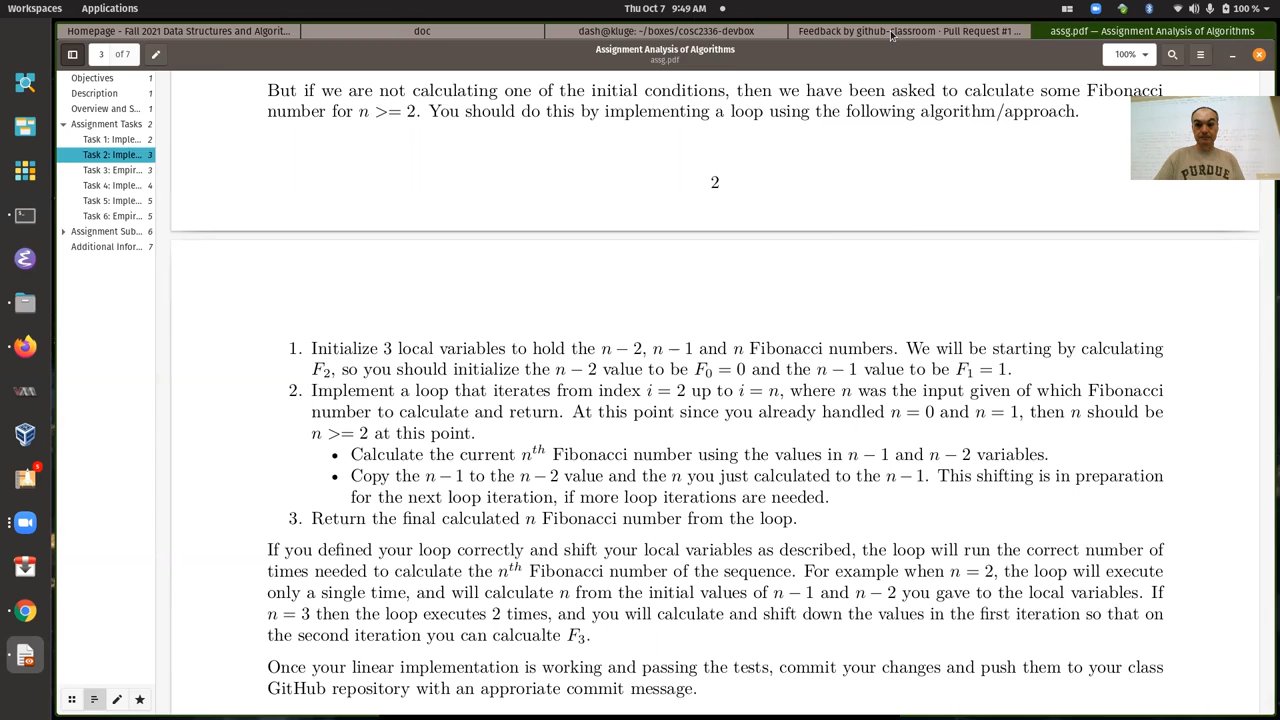 Workspaces Applications Thu Oct 7 9:49 AM 100 %
Homepage - Fall 2021 Data Structures and Algorit... doc dash@kluge: ~/boxes/cosc2336-devbox Feedback by github-classroom · Pull Request #1 ... assg.pdf — Assignment Analysis of Algorithms
3 of 7 Assignment Analysis of Algorithms 100%
assg.pdf
Objectives 1
Description 1
Overview and S... 1
Assignment Tasks 2
Task 1: Imple... 2
Task 2: Imple... 3
Task 3: Empir... 3
Task 4: Imple... 4
Task 5: Imple... 5
Task 6: Empir... 5
Assignment Sub... 6
Additional Infor... 7
But if we are not calculating one of the initial conditions, then we have been asked to calculate some Fibonacci
number for n >= 2. You should do this by implementing a loop using the following algorithm/approach.
PURDUE
2
1. Initialize 3 local variables to hold the n − 2, n − 1 and n Fibonacci numbers. We will be starting by calculating
F2, so you should initialize the n − 2 value to be F0 = 0 and the n − 1 value to be F1 = 1.
2. Implement a loop that iterates from index i = 2 up to i = n, where n was the input given of which Fibonacci
number to calculate and return. At this point since you already handled n = 0 and n = 1, then n should be
n >= 2 at this point.
• Calculate the current nth Fibonacci number using the values in n − 1 and n − 2 variables.
• Copy the n − 1 to the n − 2 value and the n you just calculated to the n − 1. This shifting is in preparation
for the next loop iteration, if more loop iterations are needed.
3. Return the final calculated n Fibonacci number from the loop.
If you defined your loop correctly and shift your local variables as described, the loop will run the correct number of
times needed to calculate the nth Fibonacci number of the sequence. For example when n = 2, the loop will execute
only a single time, and will calculate n from the initial values of n − 1 and n − 2 you gave to the local variables. If
n = 3 then the loop executes 2 times, and you will calculate and shift down the values in the first iteration so that on
the second iteration you can calcualte F3.
Once your linear implementation is working and passing the tests, commit your changes and push them to your class
GitHub repository with an approriate commit message.